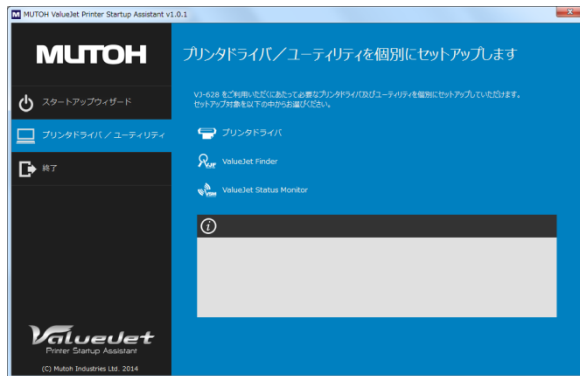 MUTOH ValueJet Printer Startup Assistant v1.0.1
MUTOH
プリンタドライバ／ユーティリティを個別にセットアップします
VJ-628 をご利用いただくにあたって必要なプリンタドライバ及びユーティリティを個別にセットアップしていただけます。
セットアップ対象を以下の中からお選びください。
スタートアップウィザード
プリンタドライバ / ユーティリティ
終了
プリンタドライバ
ValueJet Finder
ValueJet Status Monitor
ValueJet
Printer Startup Assistant
(C) Mutoh Industries Ltd. 2014